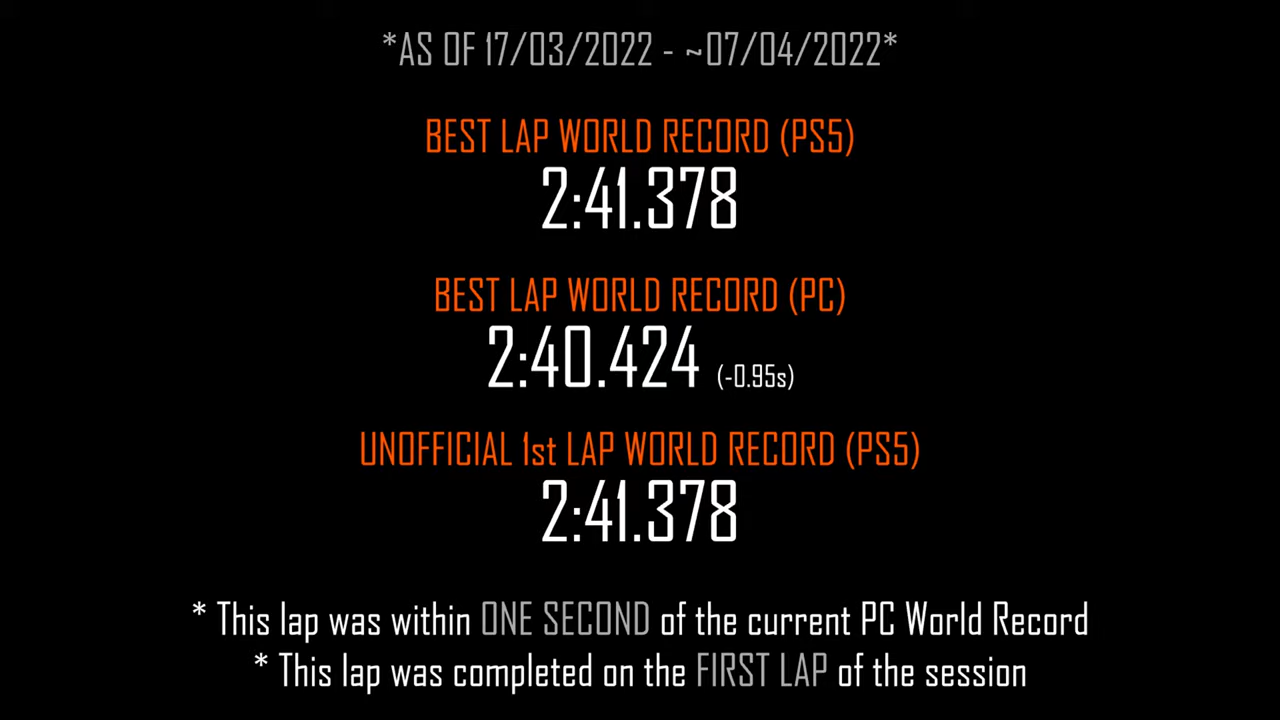 *AS OF 17/03/2022 - ~07/04/2022*
BEST LAP WORLD RECORD (PS5)
2:41.378
BEST LAP WORLD RECORD (PC)
2:40.424 (-0.95s)
UNOFFICIAL 1st LAP WORLD RECORD (PS5)
2:41.378
* This lap was within ONE SECOND of the current PC World Record
* This lap was completed on the FIRST LAP of the session